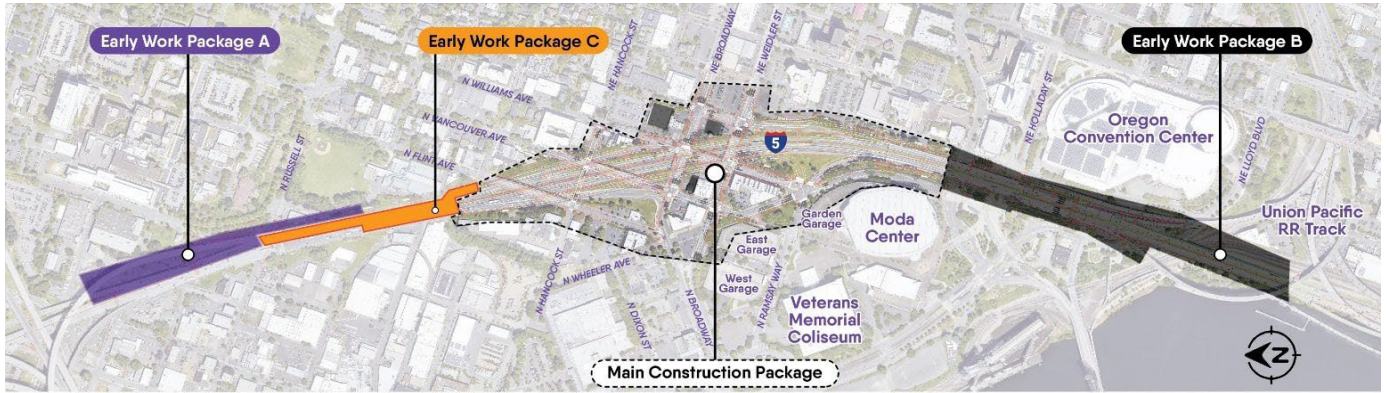 Early Work Package A
Early Work Package C
Early Work Package B
NE HANCOCK ST
NE BROADWAY
NE WEIDLER ST
N WILLIAMS AVE
N VANCOUVER AVE
N FLINT AVE
N RUSSELL ST
5
NE HOLLADAY ST
Oregon
Convention Center
NE LLOYD BLVD
Union Pacific
RR Track
Garden
Garage
Moda
Center
East
Garage
West
Garage
N HANCOCK ST
N WHEELER AVE
N DIXON ST
N BROADWAY
N RAMSAY WAY
Veterans
Memorial
Coliseum
Main Construction Package
Z